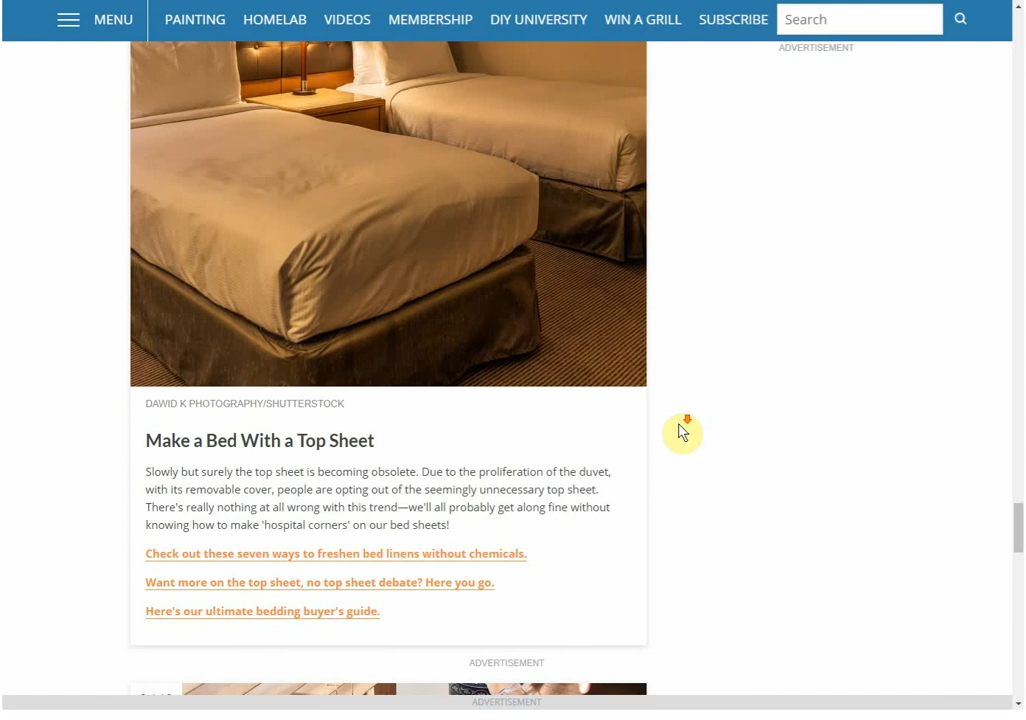 MENU
PAINTING HOMELAB VIDEOS MEMBERSHIP DIY UNIVERSITY WIN A GRILL SUBSCRIBE Search
ADVERTISEMENT
DAWID K PHOTOGRAPHY/SHUTTERSTOCK
Make a Bed With a Top Sheet
Slowly but surely the top sheet is becoming obsolete. Due to the proliferation of the duvet,
with its removable cover, people are opting out of the seemingly unnecessary top sheet.
There's really nothing at all wrong with this trend—we'll all probably get along fine without
knowing how to make 'hospital corners' on our bed sheets!
Check out these seven ways to freshen bed linens without chemicals.
Want more on the top sheet, no top sheet debate? Here you go.
Here's our ultimate bedding buyer's guide.
ADVERTISEMENT
ADVERTISEMENT